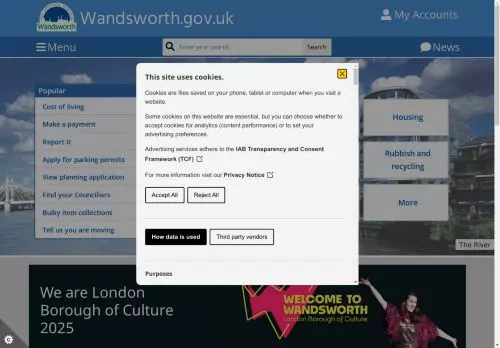 Wandsworth
Wandsworth.gov.uk
My Accounts
Menu
Enter your search
Search
News
Popular
Cost of living
Make a payment
Report it
Apply for parking permits
View planning application
Find your Councillors
Bulky item collections
Tell us you are moving
This site uses cookies.
Cookies are files saved on your phone, tablet or computer when you visit a
website.
Some cookies on this website are essential, but you can choose whether to
accept cookies for analytics (content performance) or to set your
advertising preferences.
Advertising services adhere to the IAB Transparency and Consent
Framework (TCF)
For more information visit our Privacy Notice
Accept All
Reject All
How data is used
Third party vendors
Purposes
Housing
Rubbish and
recycling
More
The River
We are London
Borough of Culture
2025
WELCOME TO
WANDSWORTH
London Borough of Culture